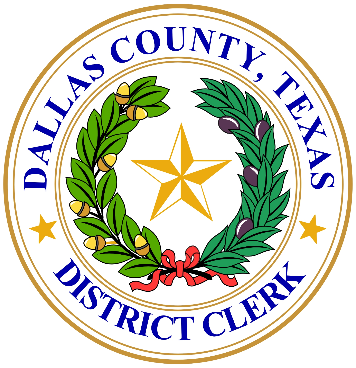 DALLAS COUNTY, TEXAS
DISTRICT CLERK